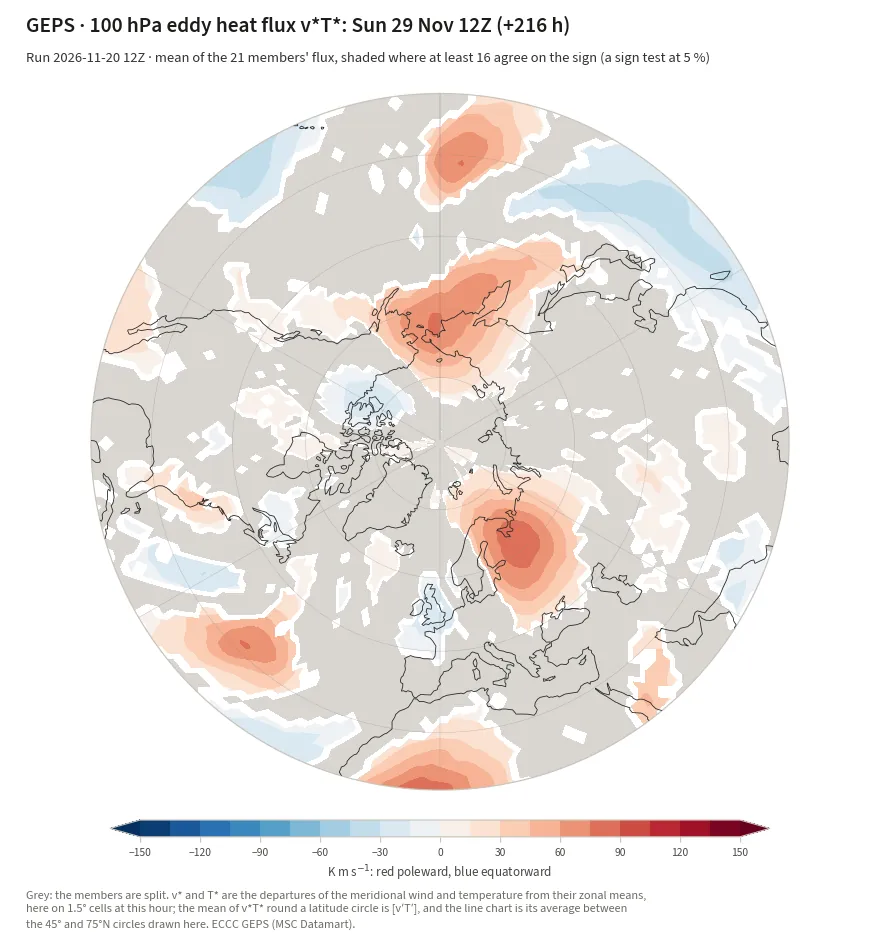 GEPS · 100 hPa eddy heat flux v*T*: Sun 29 Nov 12Z (+216 h)
Run 2026-11-20 12Z · mean of the 21 members' flux, shaded where at least 16 agree on the sign (a sign test at 5 %)
−150 −120 −90 −60 −30 0 30 60 90 120 150
K m s⁻¹: red poleward, blue equatorward
Grey: the members are split. v* and T* are the departures of the meridional wind and temperature from their zonal means,
here on 1.5° cells at this hour; the mean of v*T* round a latitude circle is [v′T′], and the line chart is its average between
the 45° and 75°N circles drawn here. ECCC GEPS (MSC Datamart).